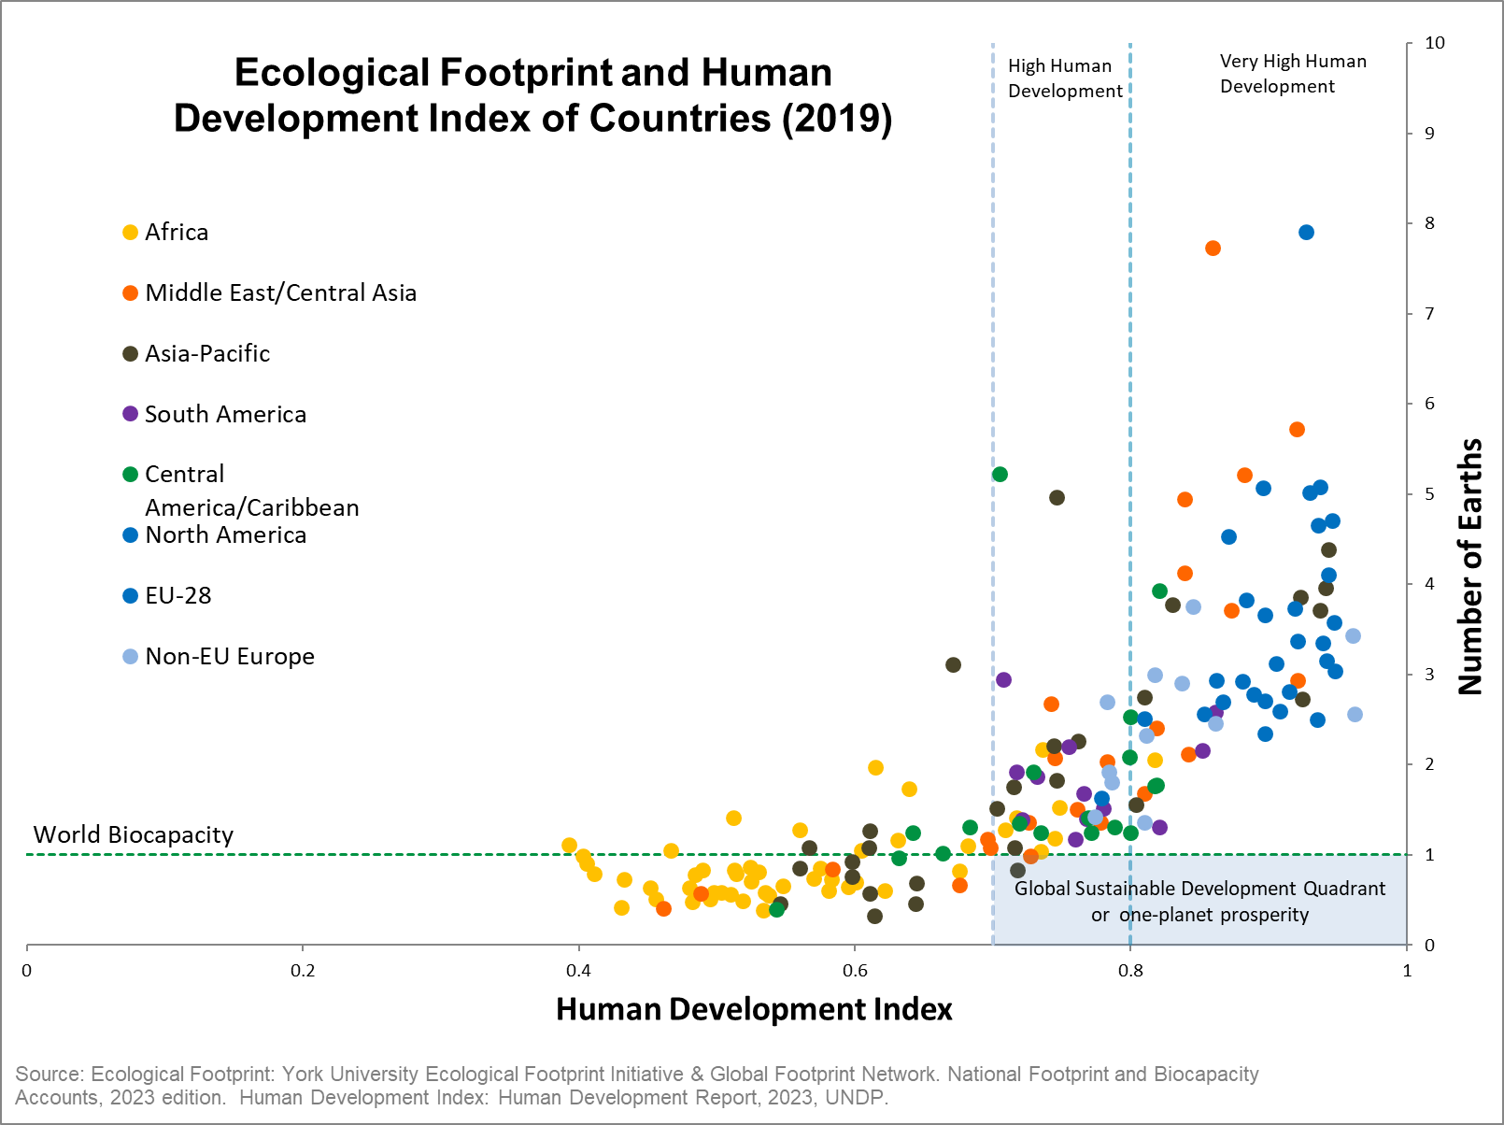 Ecological Footprint and Human
Development Index of Countries (2019)
High Human
Development
Very High Human
Development
Africa
Middle East/Central Asia
Asia-Pacific
South America
Central
America/Caribbean
North America
EU-28
Non-EU Europe
World Biocapacity
Global Sustainable Development Quadrant
or one-planet prosperity
10
9
8
7
6
5
4
3
2
1
0
Number of Earths
0 0.2 0.4 0.6 0.8 1
Human Development Index
Source: Ecological Footprint: York University Ecological Footprint Initiative & Global Footprint Network. National Footprint and Biocapacity
Accounts, 2023 edition. Human Development Index: Human Development Report, 2023, UNDP.